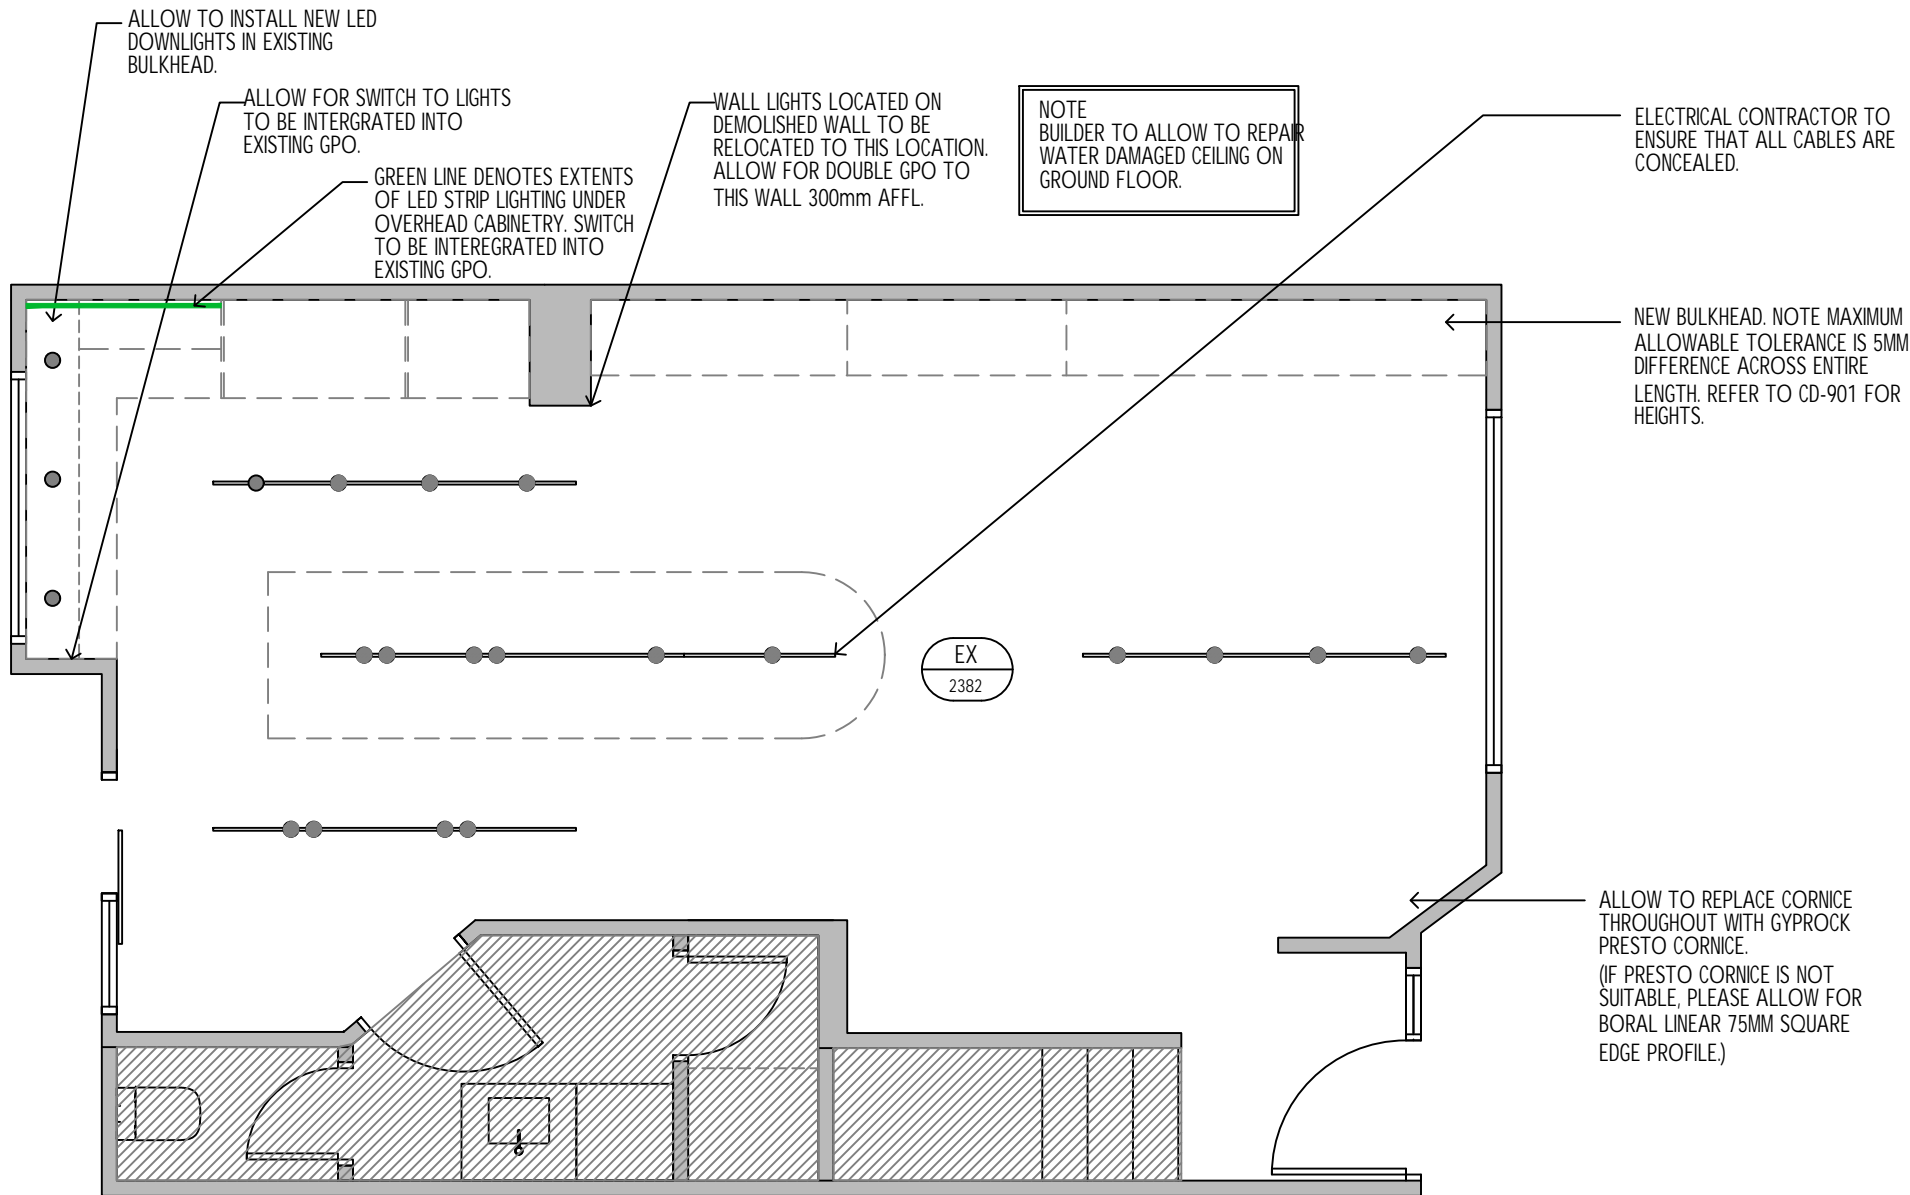 ALLOW TO INSTALL NEW LED
DOWNLIGHTS IN EXISTING
BULKHEAD.
ALLOW FOR SWITCH TO LIGHTS
TO BE INTERGRATED INTO
EXISTING GPO.
GREEN LINE DENOTES EXTENTS
OF LED STRIP LIGHTING UNDER
OVERHEAD CABINETRY. SWITCH
TO BE INTEREGRATED INTO
EXISTING GPO.
WALL LIGHTS LOCATED ON
DEMOLISHED WALL TO BE
RELOCATED TO THIS LOCATION.
ALLOW FOR DOUBLE GPO TO
THIS WALL 300mm AFFL.
NOTE
BUILDER TO ALLOW TO REPAIR
WATER DAMAGED CEILING ON
GROUND FLOOR.
ELECTRICAL CONTRACTOR TO
ENSURE THAT ALL CABLES ARE
CONCEALED.
NEW BULKHEAD. NOTE MAXIMUM
ALLOWABLE TOLERANCE IS 5MM
DIFFERENCE ACROSS ENTIRE
LENGTH. REFER TO CD-901 FOR
HEIGHTS.
EX
2382
ALLOW TO REPLACE CORNICE
THROUGHOUT WITH GYPROCK
PRESTO CORNICE.
(IF PRESTO CORNICE IS NOT
SUITABLE, PLEASE ALLOW FOR
BORAL LINEAR 75MM SQUARE
EDGE PROFILE.)